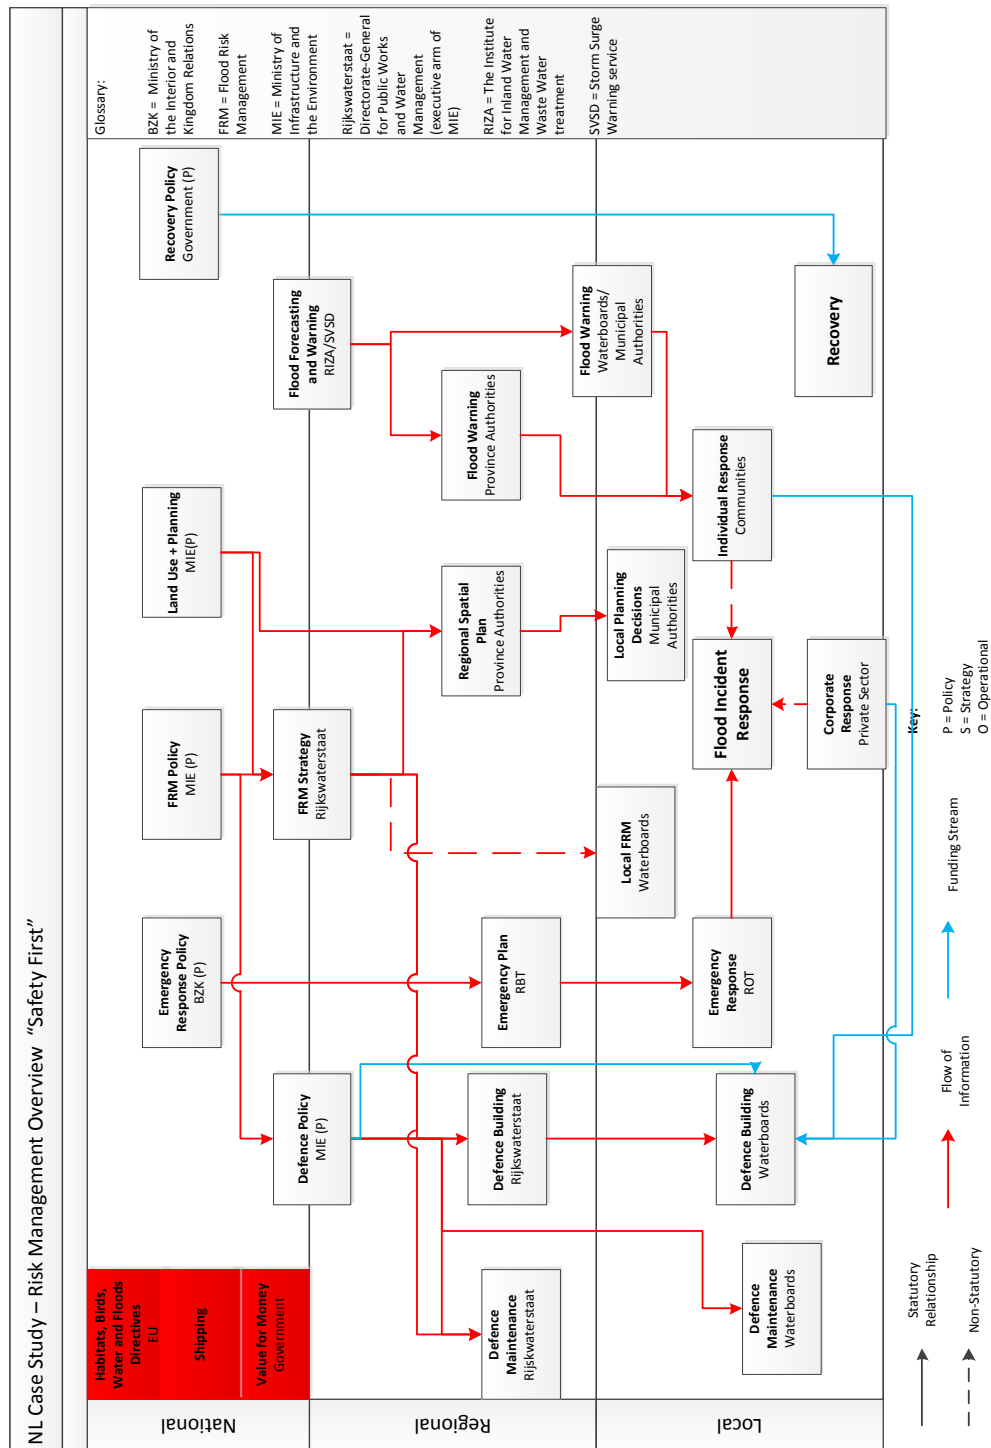 NL Case Study – Risk Management Overview “Safety First”
National
Habitats, Birds,
Water and Floods
Directives
EU
Shipping
Value for Money
Government
Emergency
Response Policy
BZK (P)
FRM Policy
MIE (P)
Land Use + Planning
MIE(P)
Recovery Policy
Government (P)
Defence Policy
MIE (P)
FRM Strategy
Rijkswaterstaat
Flood Forecasting
and Warning
RIZA/SVSD
Regional
Defence
Maintenance
Rijskwaterstaat
Defence Building
Rijkswaterstaat
Emergency Plan
RBT
Regional Spatial
Plan
Province Authorities
Flood Warning
Province Authorities
Flood Warning
Waterboards/
Municipal
Authorities
Local
Defence
Maintenance
Waterboards
Defence Building
Waterboards
Emergency
Response
ROT
Local FRM
Waterboards
Local Planning
Decisions
Municipal
Authorities
Flood Incident
Response
Individual Response
Communities
Corporate
Response
Private Sector
Recovery
Glossary:
BZK = Ministry of
the Interior and
Kingdom Relations
FRM = Flood Risk
Management
MIE = Ministry of
Infrastructure and
the Environment
Rijkswaterstaat =
Directorate-General
for Public Works
and Water
Management
(executive arm of
MIE)
RIZA = The Institute
for Inland Water
Management and
Waste Water
treatment
SVSD = Storm Surge
Warning service
Statutory
Relationship
Non-Statutory
Flow of
Information
Funding Stream
Key:
P = Policy
S = Strategy
O = Operational